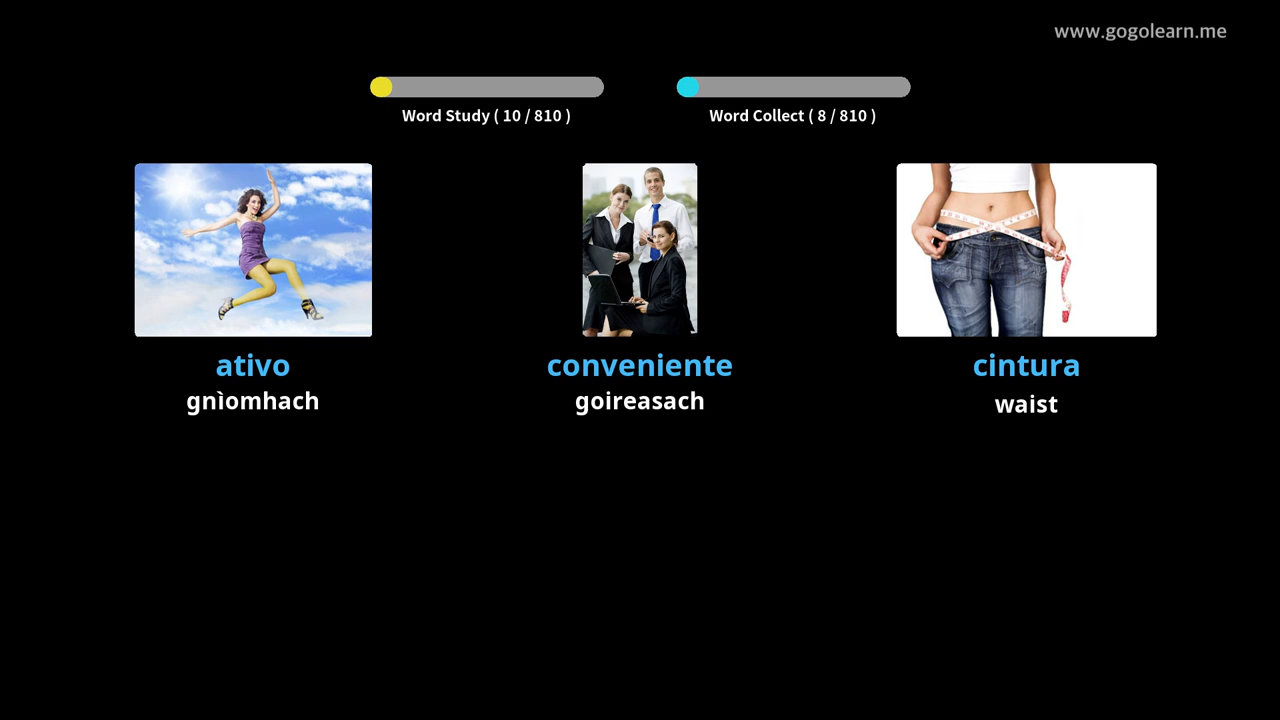 www.gogolearn.me
Word Study ( 10 / 810 )
Word Collect ( 8 / 810 )
ativo
gnìomhach
conveniente
goireasach
cintura
waist